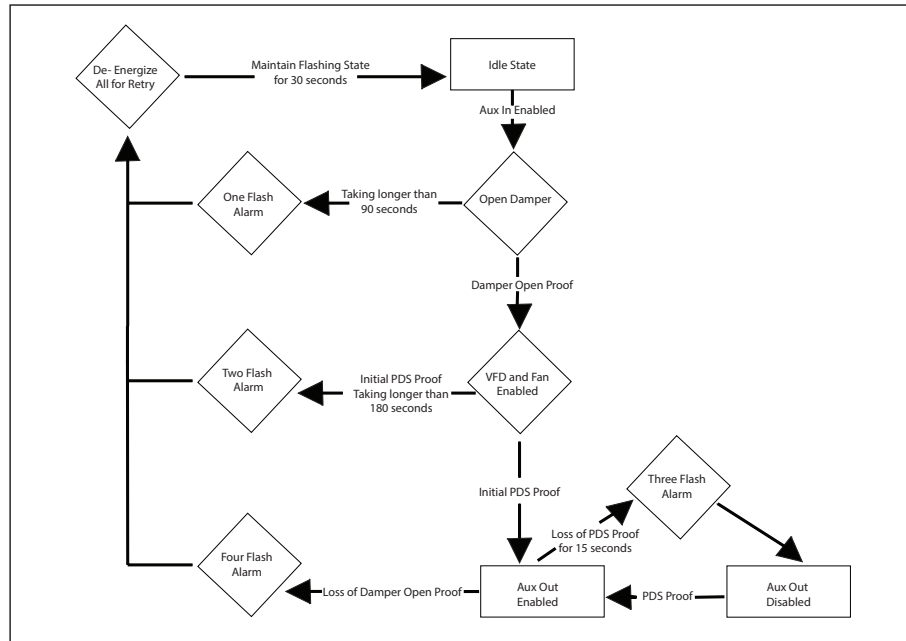 De- Energize
All for Retry
Maintain Flashing State
for 30 seconds
Idle State
Aux In Enabled
One Flash
Alarm
Taking longer than
90 seconds
Open Damper
Damper Open Proof
Two Flash
Alarm
Initial PDS Proof
Taking longer than
180 seconds
VFD and Fan
Enabled
Initial PDS Proof
Three Flash
Alarm
Loss of PDS Proof
for 15 seconds
Four Flash
Alarm
Loss of Damper Open Proof
Aux Out
Enabled
PDS Proof
Aux Out
Disabled